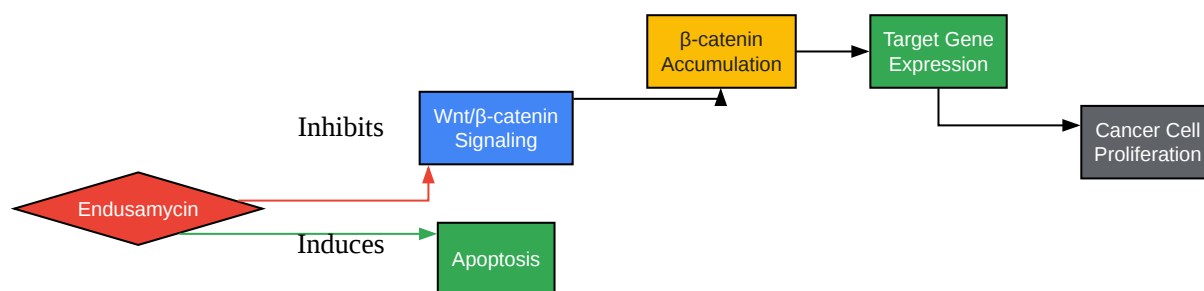 β-catenin
Accumulation
Target Gene
Expression
Inhibits
Wnt/β-catenin
Signaling
Cancer Cell
Proliferation
Endusamycin
Induces
Apoptosis